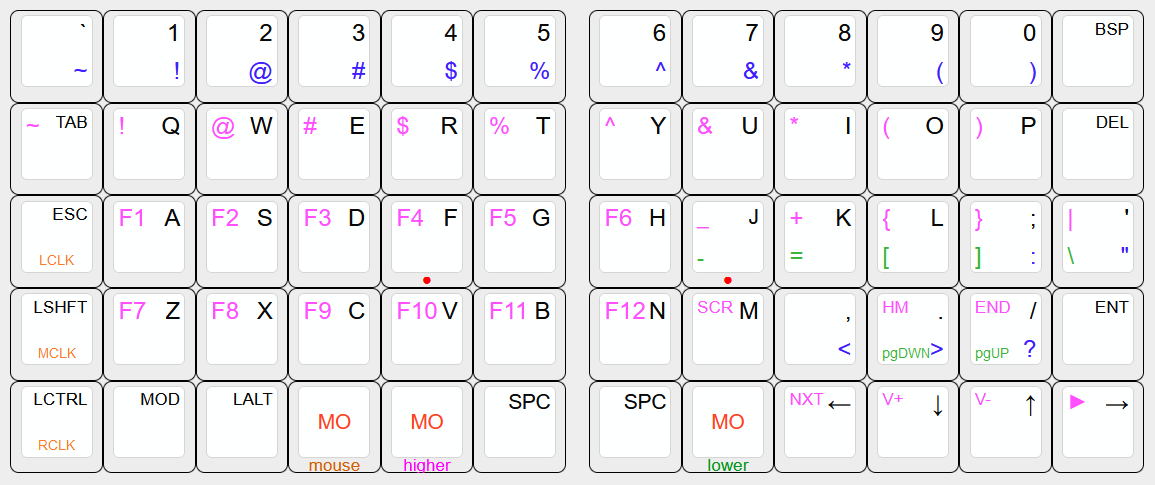 ` 1 2 3 4 5 6 7 8 9 0 BSP
~ ! @ # $ % ^ & * ( )
~ TAB ! Q @ W # E $ R % T ^ Y & U * I ( O ) P DEL
ESC F1 A F2 S F3 D F4 F F5 G F6 H _ J + K { L } ; | '
LCLK - = [ ] : \ "
LSHFT F7 Z F8 X F9 C F10 V F11 B F12 N SCR M , HM . END / ENT
MCLK < pgDWN > pgUP ?
LCTRL MOD LALT MO MO SPC SPC MO NXT ← V+ ↓ V- ↑ ► →
RCLK
mouse higher lower